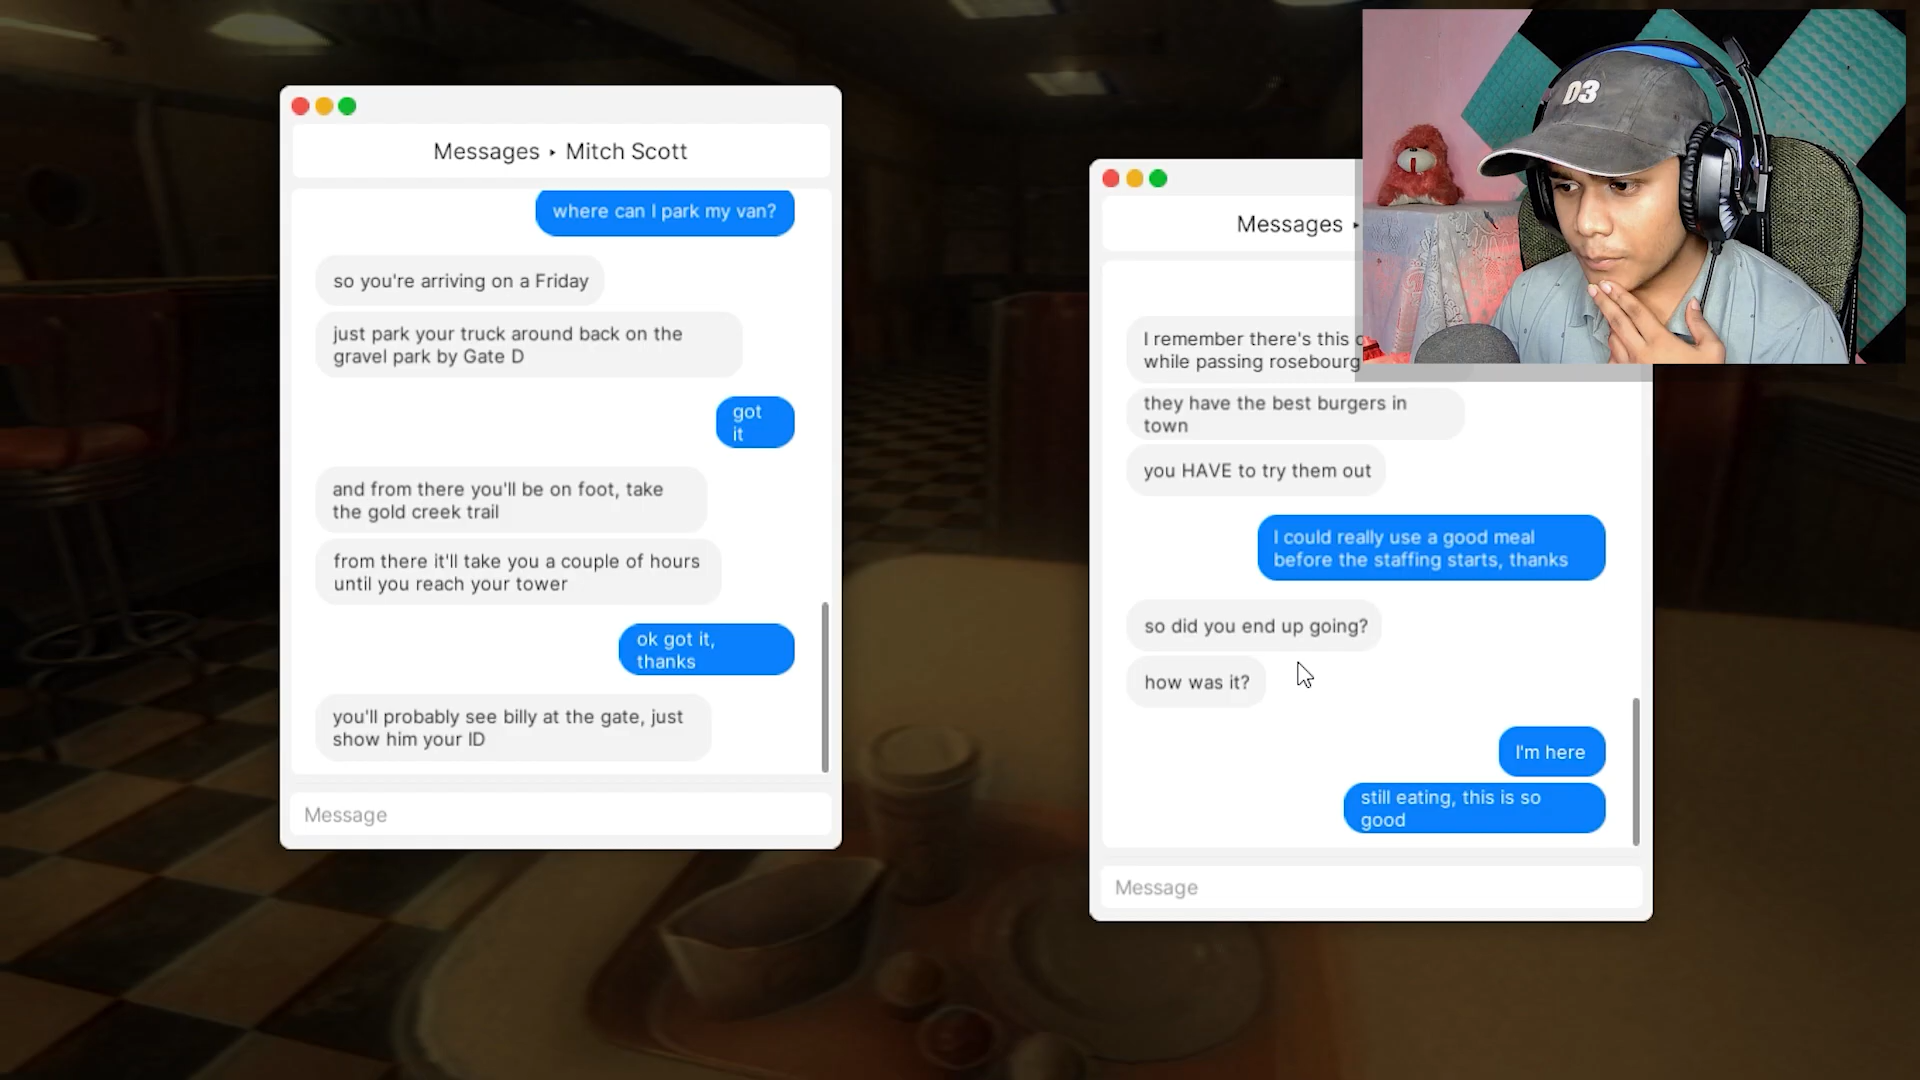 Messages ▸ Mitch Scott
where can I park my van?
so you're arriving on a Friday
just park your truck around back on the
gravel park by Gate D
got
it
and from there you'll be on foot, take
the gold creek trail
from there it'll take you a couple of hours
until you reach your tower
ok got it,
thanks
you'll probably see billy at the gate, just
show him your ID
Message
Messages ▸
I remember there's this
while passing rosebourg
they have the best burgers in
town
you HAVE to try them out
I could really use a good meal
before the staffing starts, thanks
so did you end up going?
how was it?
I'm here
still eating, this is so
good
Message
D3